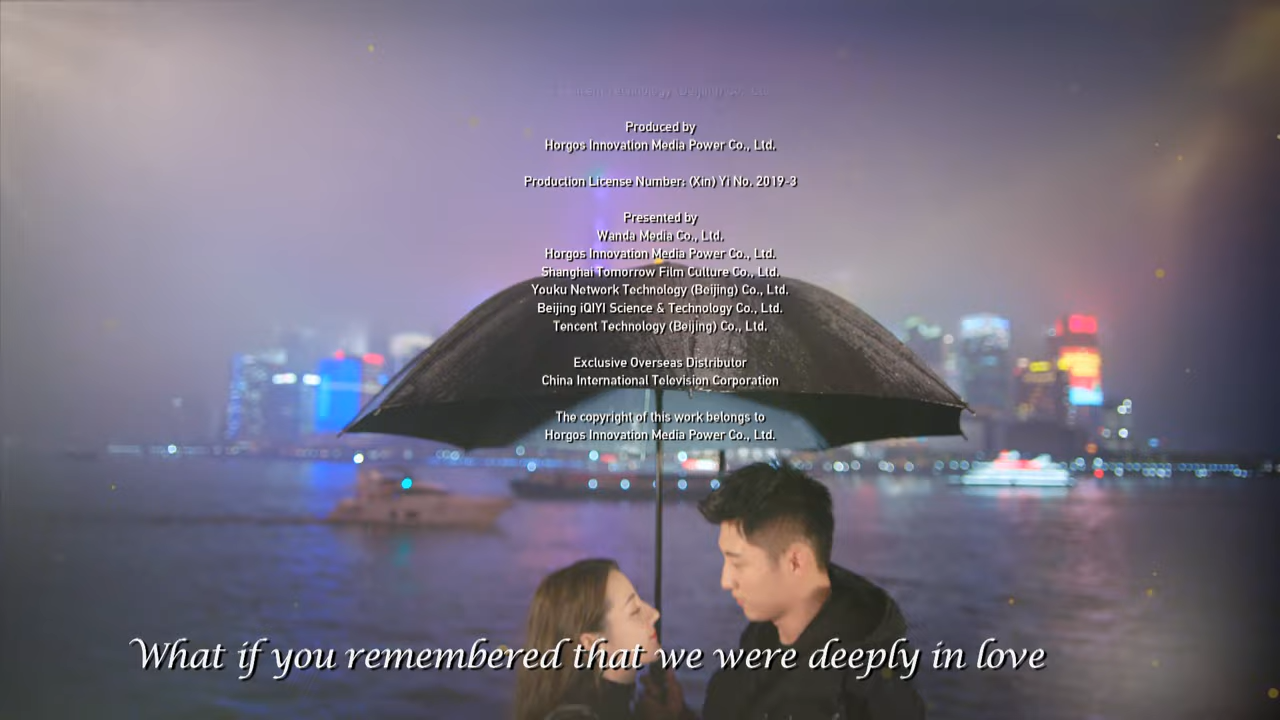 Produced by
Horgos Innovation Media Power Co., Ltd.
Production License Number: (Xin) Yi No. 2019-3
Presented by
Wanda Media Co., Ltd.
Horgos Innovation Media Power Co., Ltd.
Shanghai Tomorrow Film Culture Co., Ltd.
Youku Network Technology (Beijing) Co., Ltd.
Beijing iQIYI Science & Technology Co., Ltd.
Tencent Technology (Beijing) Co., Ltd.
Exclusive Overseas Distributor
China International Television Corporation
The copyright of this work belongs to
Horgos Innovation Media Power Co., Ltd.
What if you remembered that we were deeply in love